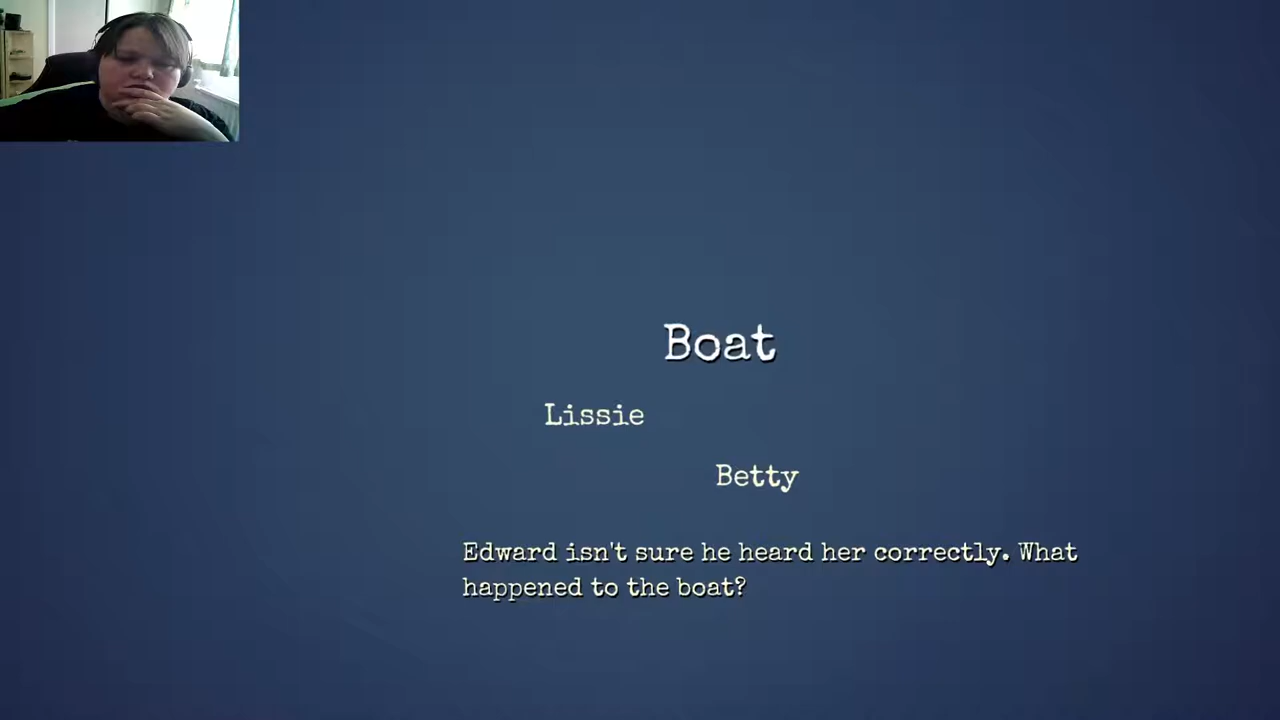 Boat
Lissie
Betty
Edward isn't sure he heard her correctly. What
happened to the boat?